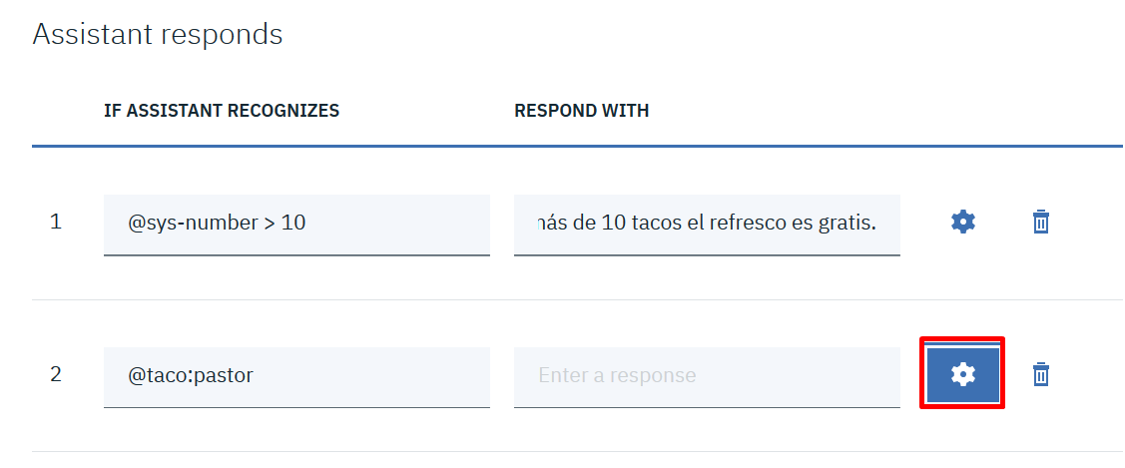 Assistant responds
IF ASSISTANT RECOGNIZES RESPOND WITH
1 @sys-number > 10 más de 10 tacos el refresco es gratis.
2 @taco:pastor Enter a response